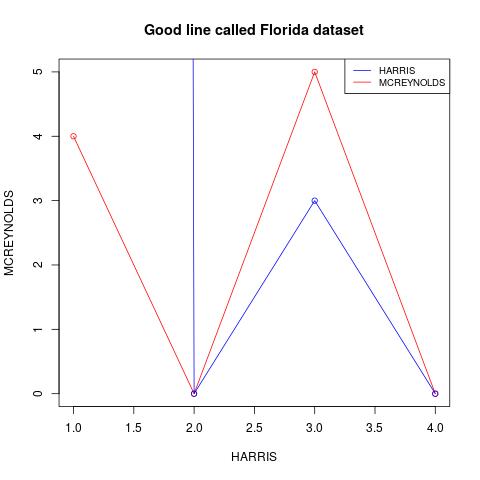 Good line called Florida dataset
HARRIS
MCREYNOLDS
MCREYNOLDS
5
4
3
2
1
0
1.0 1.5 2.0 2.5 3.0 3.5 4.0
HARRIS